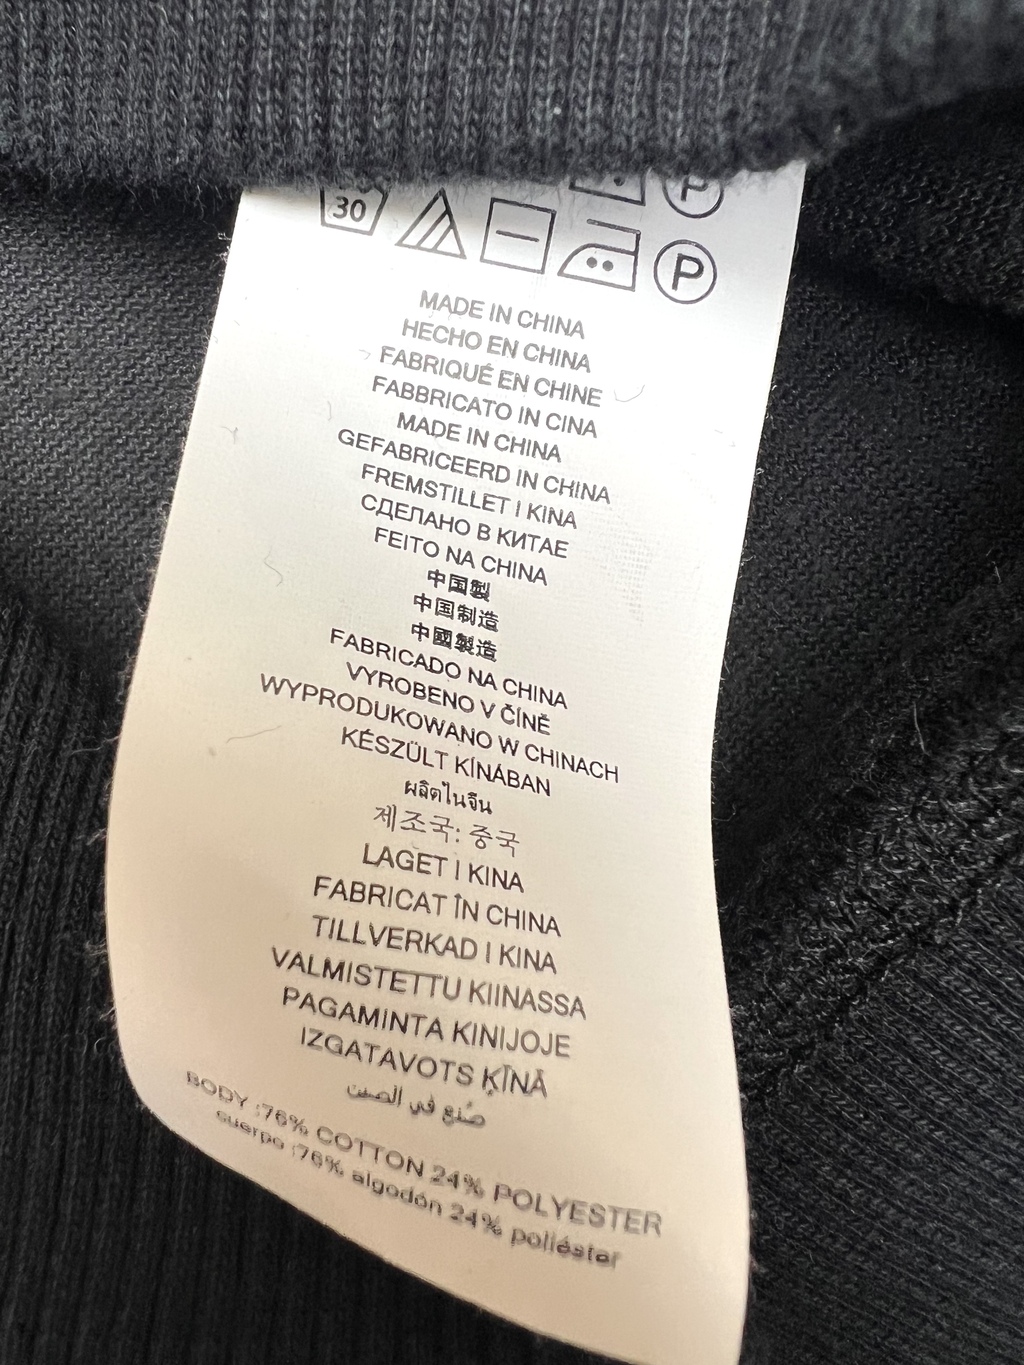 30
P
P
MADE IN CHINA
HECHO EN CHINA
FABRIQUÉ EN CHINE
FABBRICATO IN CINA
MADE IN CHINA
GEFABRICEERD IN CHINA
FREMSTILLET I KINA
СДЕЛАНО В КИТАЕ
FEITO NA CHINA
中国製
中国制造
中國製造
FABRICADO NA CHINA
VYROBENO V ČÍNĚ
WYPRODUKOWANO W CHINACH
KÉSZÜLT KÍNÁBAN
ผลิตในจีน
제조국: 중국
LAGET I KINA
FABRICAT ÎN CHINA
TILLVERKAD I KINA
VALMISTETTU KIINASSA
PAGAMINTA KINIJOJE
IZGATAVOTS ĶĪNĀ
صُنع في الصين
BODY :76% COTTON 24% POLYESTER
cuerpo :76% algodón 24% poliéster